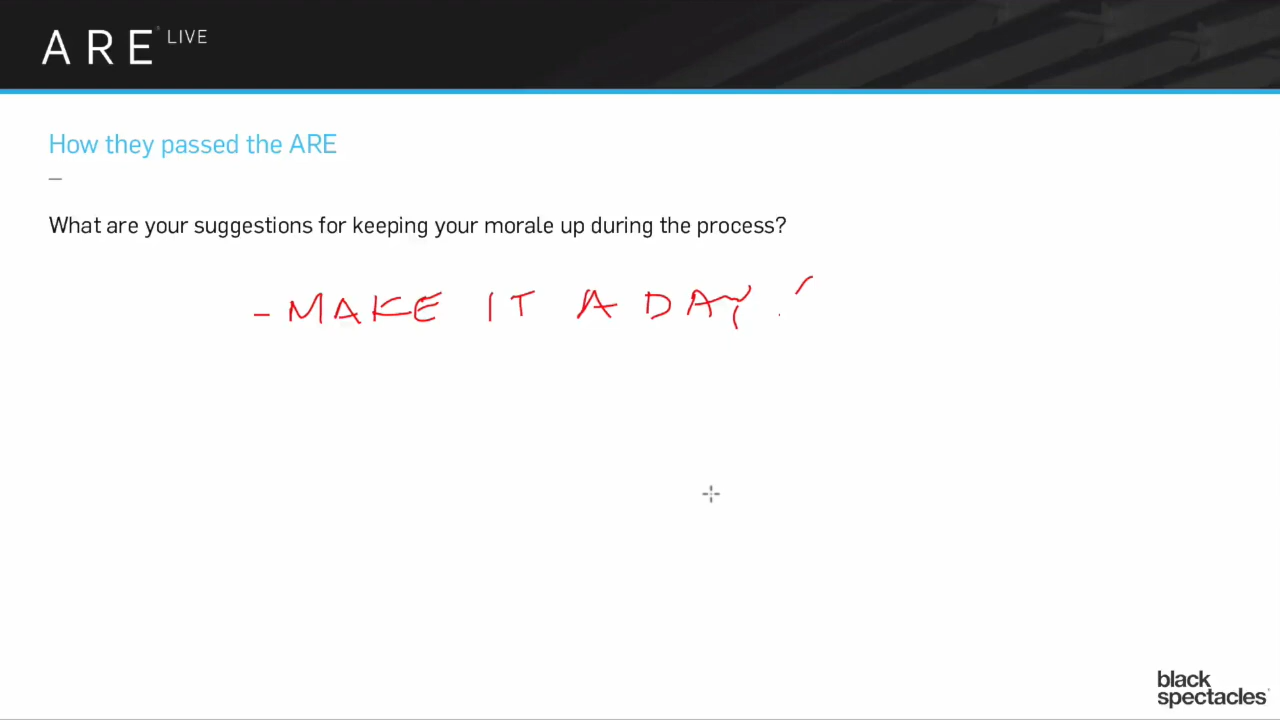 ARE LIVE
How they passed the ARE
—
What are your suggestions for keeping your morale up during the process?
- MAKE IT A DAY
black
spectacles